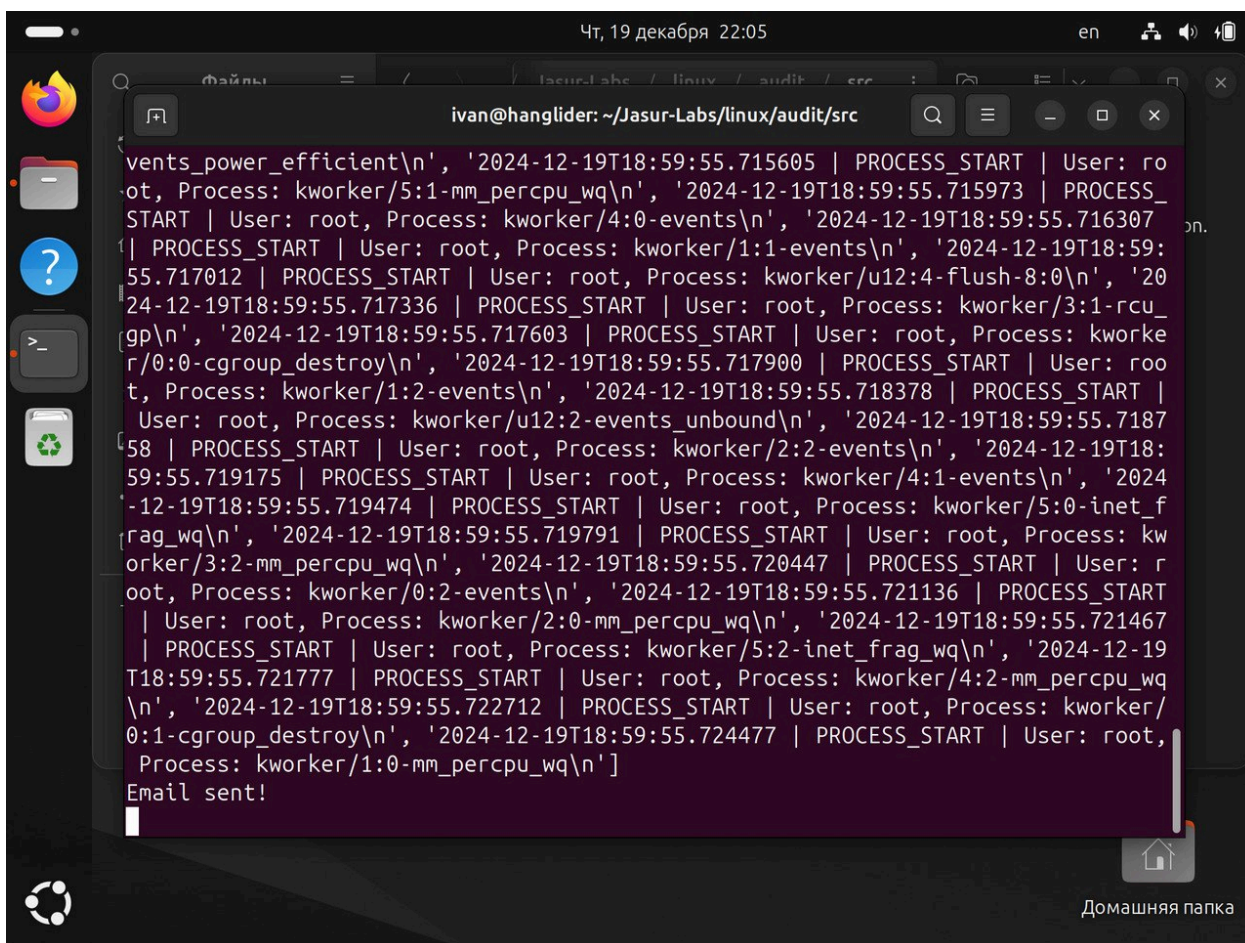 Чт, 19 декабря 22:05
en
Файлы
/ Jasur-Labs / linux / audit / src
ivan@hanglider: ~/Jasur-Labs/linux/audit/src
vents_power_efficient\n', '2024-12-19T18:59:55.715605 | PROCESS_START | User: ro
ot, Process: kworker/5:1-mm_percpu_wq\n', '2024-12-19T18:59:55.715973 | PROCESS_
START | User: root, Process: kworker/4:0-events\n', '2024-12-19T18:59:55.716307
| PROCESS_START | User: root, Process: kworker/1:1-events\n', '2024-12-19T18:59:
55.717012 | PROCESS_START | User: root, Process: kworker/u12:4-flush-8:0\n', '20
24-12-19T18:59:55.717336 | PROCESS_START | User: root, Process: kworker/3:1-rcu_
gp\n', '2024-12-19T18:59:55.717603 | PROCESS_START | User: root, Process: kworke
r/0:0-cgroup_destroy\n', '2024-12-19T18:59:55.717900 | PROCESS_START | User: roo
t, Process: kworker/1:2-events\n', '2024-12-19T18:59:55.718378 | PROCESS_START |
 User: root, Process: kworker/u12:2-events_unbound\n', '2024-12-19T18:59:55.7187
58 | PROCESS_START | User: root, Process: kworker/2:2-events\n', '2024-12-19T18:
59:55.719175 | PROCESS_START | User: root, Process: kworker/4:1-events\n', '2024
-12-19T18:59:55.719474 | PROCESS_START | User: root, Process: kworker/5:0-inet_f
rag_wq\n', '2024-12-19T18:59:55.719791 | PROCESS_START | User: root, Process: kw
orker/3:2-mm_percpu_wq\n', '2024-12-19T18:59:55.720447 | PROCESS_START | User: r
oot, Process: kworker/0:2-events\n', '2024-12-19T18:59:55.721136 | PROCESS_START
 | User: root, Process: kworker/2:0-mm_percpu_wq\n', '2024-12-19T18:59:55.721467
 | PROCESS_START | User: root, Process: kworker/5:2-inet_frag_wq\n', '2024-12-19
T18:59:55.721777 | PROCESS_START | User: root, Process: kworker/4:2-mm_percpu_wq
\n', '2024-12-19T18:59:55.722712 | PROCESS_START | User: root, Process: kworker/
0:1-cgroup_destroy\n', '2024-12-19T18:59:55.724477 | PROCESS_START | User: root,
 Process: kworker/1:0-mm_percpu_wq\n']
Email sent!
Домашняя папка